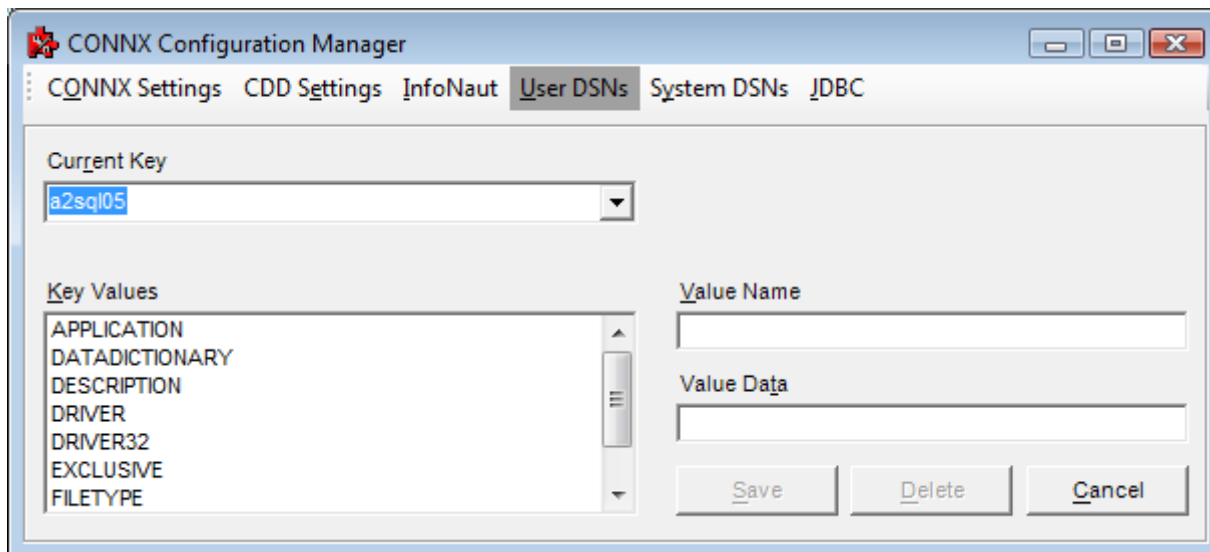 CONNX Configuration Manager
CONNX Settings CDD Settings InfoNaut User DSNs System DSNs JDBC
Current Key
a2sql05
Key Values
APPLICATION
DATADICTIONARY
DESCRIPTION
DRIVER
DRIVER32
EXCLUSIVE
FILETYPE
Value Name
Value Data
Save Delete Cancel